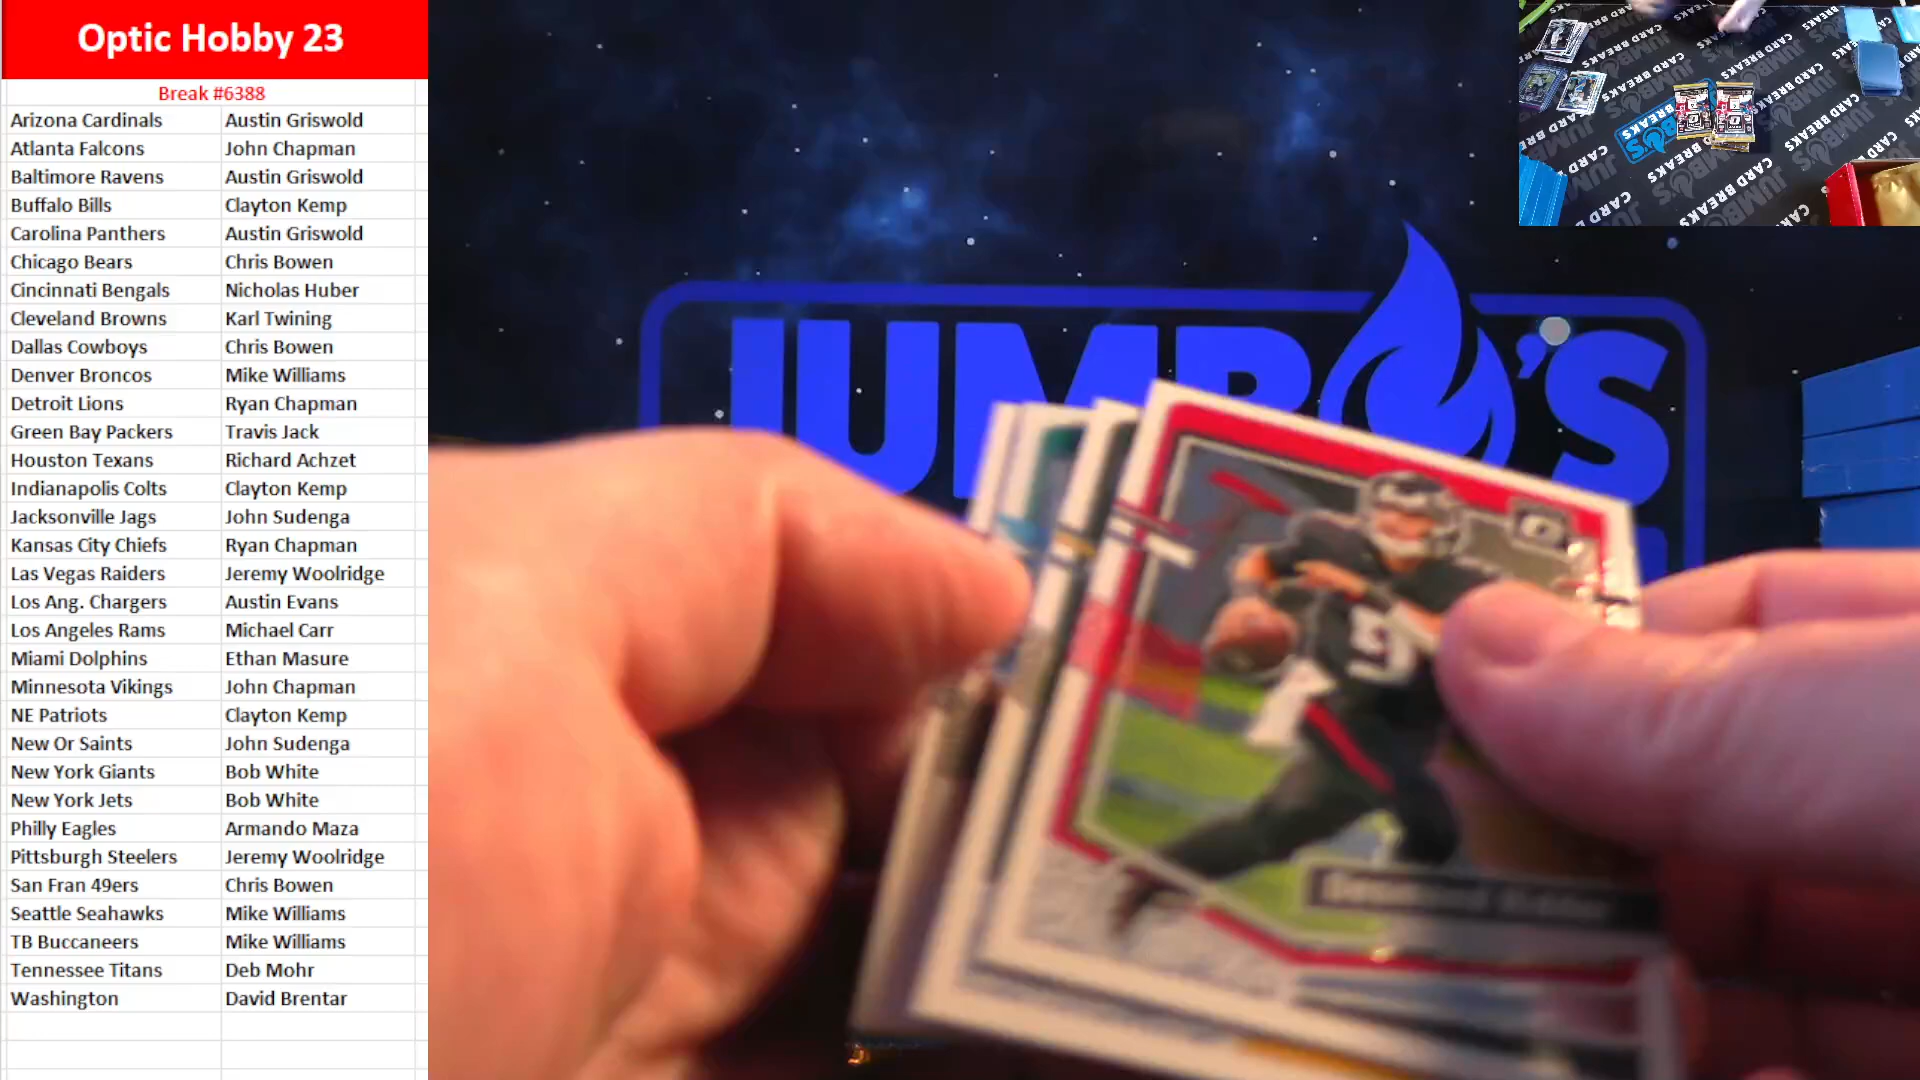 Optic Hobby 23
Break #6388
Arizona Cardinals Austin Griswold
Atlanta Falcons John Chapman
Baltimore Ravens Austin Griswold
Buffalo Bills Clayton Kemp
Carolina Panthers Austin Griswold
Chicago Bears Chris Bowen
Cincinnati Bengals Nicholas Huber
Cleveland Browns Karl Twining
Dallas Cowboys Chris Bowen
Denver Broncos Mike Williams
Detroit Lions Ryan Chapman
Green Bay Packers Travis Jack
Houston Texans Richard Achzet
Indianapolis Colts Clayton Kemp
Jacksonville Jags John Sudenga
Kansas City Chiefs Ryan Chapman
Las Vegas Raiders Jeremy Woolridge
Los Ang. Chargers Austin Evans
Los Angeles Rams Michael Carr
Miami Dolphins Ethan Masure
Minnesota Vikings John Chapman
NE Patriots Clayton Kemp
New Or Saints John Sudenga
New York Giants Bob White
New York Jets Bob White
Philly Eagles Armando Maza
Pittsburgh Steelers Jeremy Woolridge
San Fran 49ers Chris Bowen
Seattle Seahawks Mike Williams
TB Buccaneers Mike Williams
Tennessee Titans Deb Mohr
Washington David Brentar
JUMBO'S
Desmond Ridder
JUMBO'S
CARD BREAKS